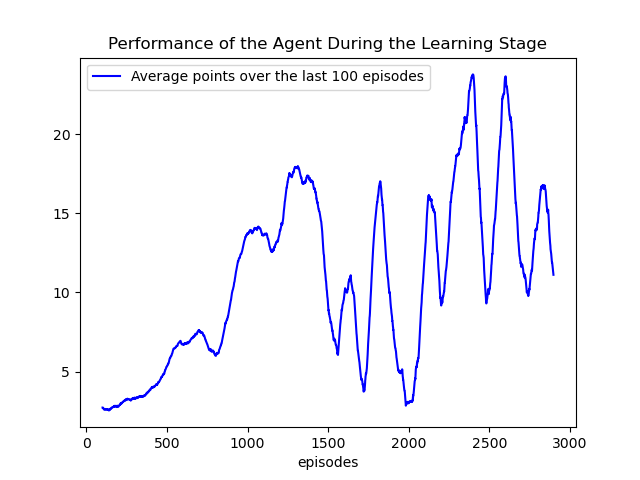 Performance of the Agent During the Learning Stage
Average points over the last 100 episodes
20
15
10
5
0 500 1000 1500 2000 2500 3000
episodes